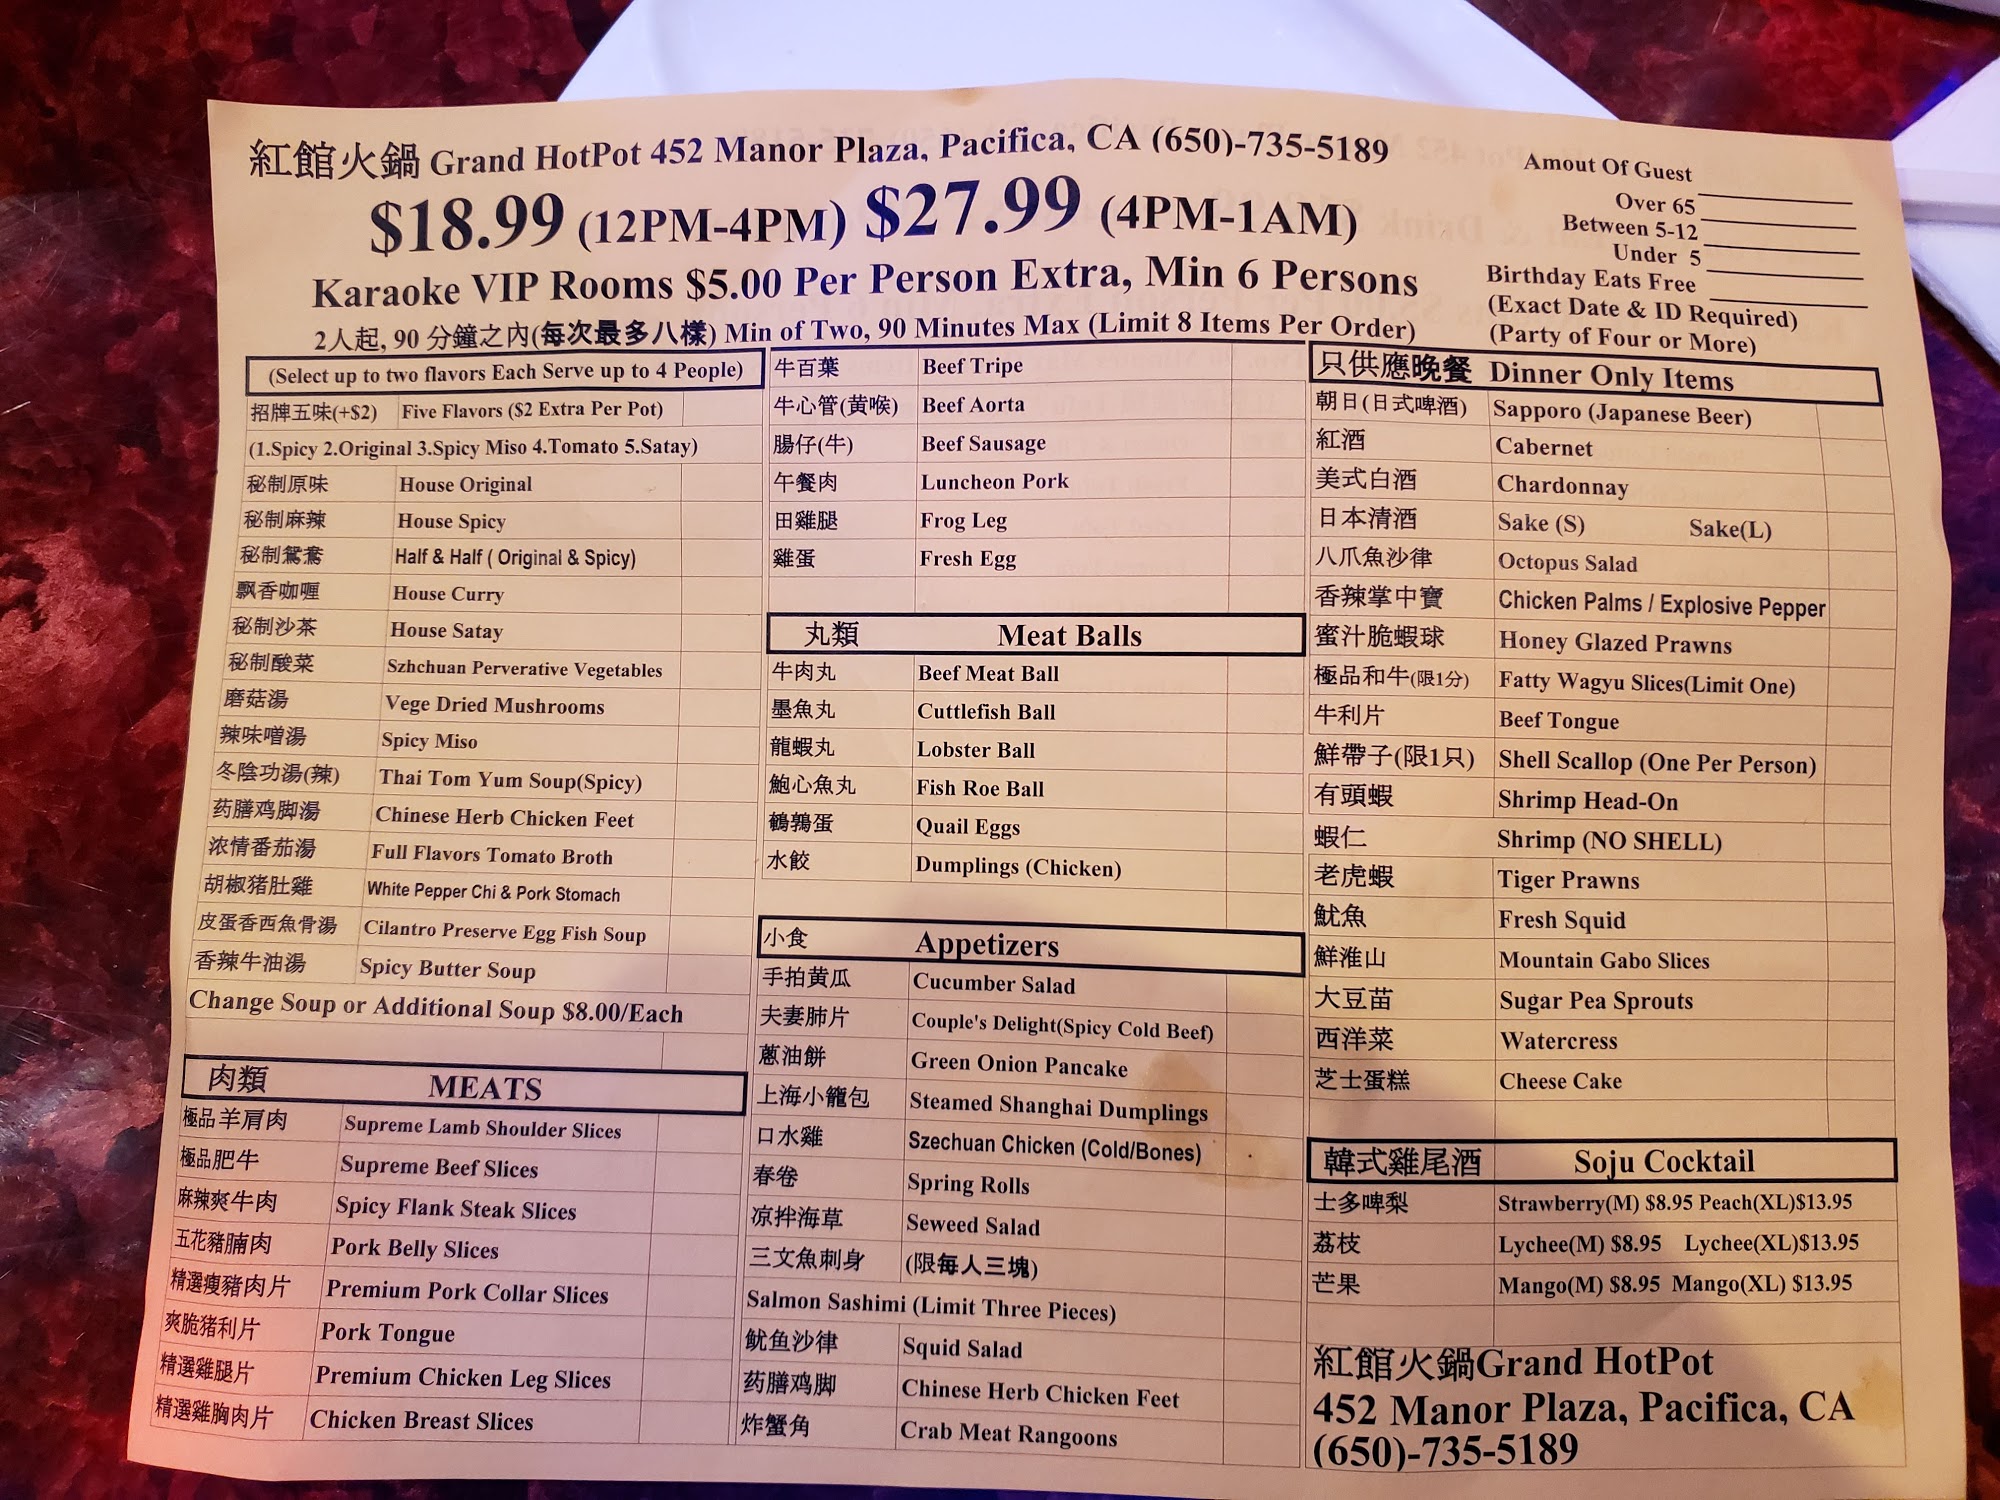 紅館火鍋 Grand HotPot 452 Manor Plaza, Pacifica, CA (650)-735-5189
$18.99 (12PM-4PM) $27.99 (4PM-1AM)
Karaoke VIP Rooms $5.00 Per Person Extra, Min 6 Persons
2人起, 90 分鐘之內(每次最多八樣) Min of Two, 90 Minutes Max (Limit 8 Items Per Order)
Amout Of Guest
Over 65
Between 5-12
Under 5
Birthday Eats Free
(Exact Date & ID Required)
(Party of Four or More)
(Select up to two flavors Each Serve up to 4 People)
招牌五味(+$2) Five Flavors ($2 Extra Per Pot)
(1.Spicy 2.Original 3.Spicy Miso 4.Tomato 5.Satay)
秘制原味 House Original
秘制麻辣 House Spicy
秘制鴛鴦 Half & Half ( Original & Spicy)
飘香咖喱 House Curry
秘制沙茶 House Satay
秘制酸菜 Szhchuan Perverative Vegetables
磨菇湯 Vege Dried Mushrooms
辣味噌湯 Spicy Miso
冬陰功湯(辣) Thai Tom Yum Soup(Spicy)
药膳鸡脚湯 Chinese Herb Chicken Feet
浓情番茄湯 Full Flavors Tomato Broth
胡椒猪肚雞 White Pepper Chi & Pork Stomach
皮蛋香西魚骨湯 Cilantro Preserve Egg Fish Soup
香辣牛油湯 Spicy Butter Soup
Change Soup or Additional Soup $8.00/Each
肉類 MEATS
極品羊肩肉 Supreme Lamb Shoulder Slices
極品肥牛 Supreme Beef Slices
麻辣爽牛肉 Spicy Flank Steak Slices
五花豬腩肉 Pork Belly Slices
精選瘦豬肉片 Premium Pork Collar Slices
爽脆猪利片 Pork Tongue
精選雞腿片 Premium Chicken Leg Slices
精選雞胸肉片 Chicken Breast Slices
牛百葉 Beef Tripe
牛心管(黄喉) Beef Aorta
腸仔(牛) Beef Sausage
午餐肉 Luncheon Pork
田雞腿 Frog Leg
雞蛋 Fresh Egg
丸類 Meat Balls
牛肉丸 Beef Meat Ball
墨魚丸 Cuttlefish Ball
龍蝦丸 Lobster Ball
鮑心魚丸 Fish Roe Ball
鵪鶉蛋 Quail Eggs
水餃 Dumplings (Chicken)
小食 Appetizers
手拍黄瓜 Cucumber Salad
夫妻肺片 Couple's Delight(Spicy Cold Beef)
蔥油餅 Green Onion Pancake
上海小籠包 Steamed Shanghai Dumplings
口水雞 Szechuan Chicken (Cold/Bones)
春卷 Spring Rolls
凉拌海草 Seweed Salad
三文魚刺身 (限每人三塊)
Salmon Sashimi (Limit Three Pieces)
鱿鱼沙律 Squid Salad
药膳鸡脚 Chinese Herb Chicken Feet
炸蟹角 Crab Meat Rangoons
只供應晚餐 Dinner Only Items
朝日(日式啤酒) Sapporo (Japanese Beer)
紅酒 Cabernet
美式白酒 Chardonnay
日本清酒 Sake (S) Sake(L)
八爪魚沙律 Octopus Salad
香辣掌中寶 Chicken Palms / Explosive Pepper
蜜汁脆蝦球 Honey Glazed Prawns
極品和牛(限1分) Fatty Wagyu Slices(Limit One)
牛利片 Beef Tongue
鮮帶子(限1只) Shell Scallop (One Per Person)
有頭蝦 Shrimp Head-On
蝦仁 Shrimp (NO SHELL)
老虎蝦 Tiger Prawns
魷魚 Fresh Squid
鮮淮山 Mountain Gabo Slices
大豆苗 Sugar Pea Sprouts
西洋菜 Watercress
芝士蛋糕 Cheese Cake
韓式雞尾酒 Soju Cocktail
士多啤梨 Strawberry(M) $8.95 Peach(XL)$13.95
荔枝 Lychee(M) $8.95 Lychee(XL)$13.95
芒果 Mango(M) $8.95 Mango(XL) $13.95
紅館火鍋Grand HotPot
452 Manor Plaza, Pacifica, CA
(650)-735-5189